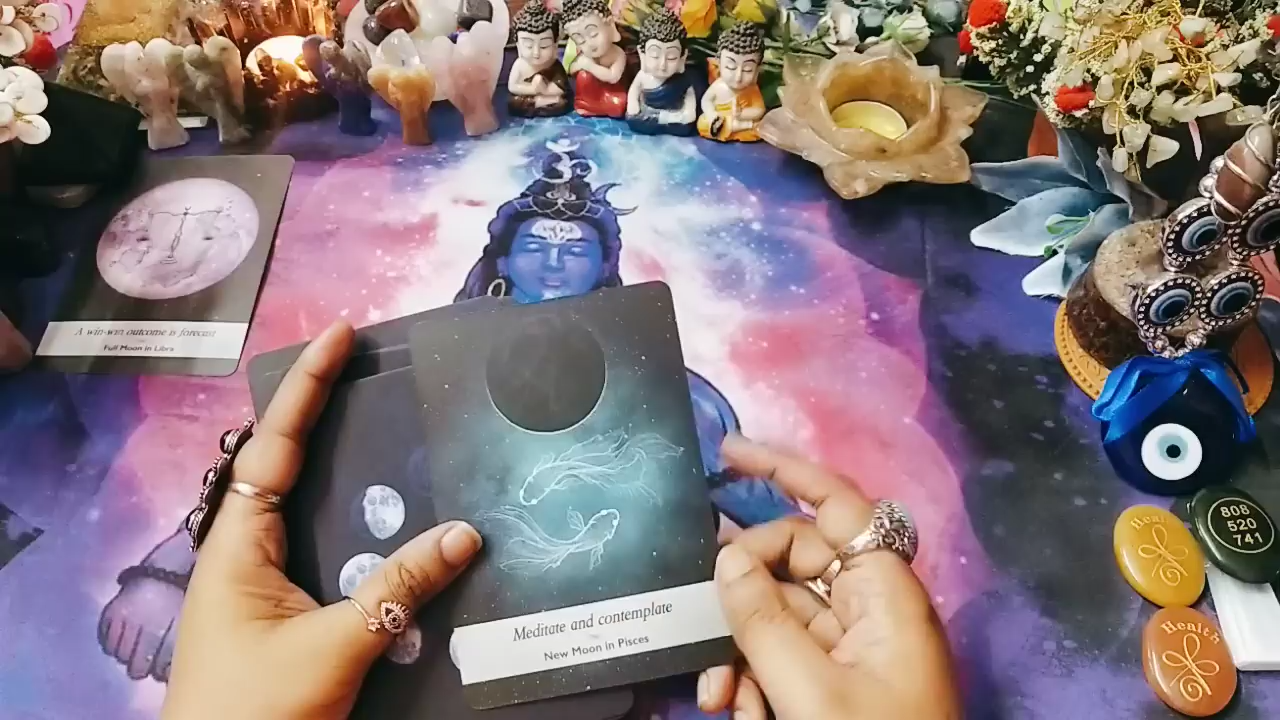 A win-win outcome is forecast
Full Moon in Libra
Meditate and contemplate
New Moon in Pisces
Health
808
520
741
Health